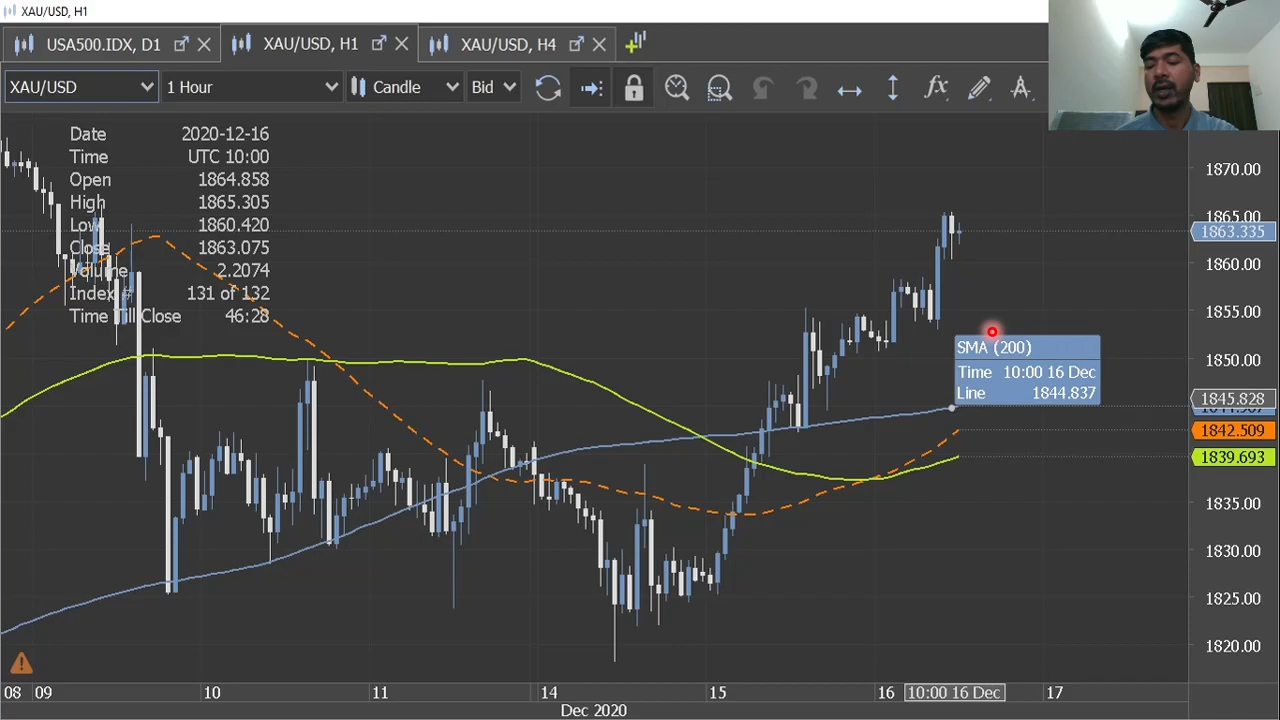 XAU/USD, H1
USA500.IDX, D1
XAU/USD, H1
XAU/USD, H4
XAU/USD
1 Hour
Candle
Bid
fx
Date 2020-12-16
Time UTC 10:00
Open 1864.858
High 1865.305
Low 1860.420
Close 1863.075
Volume 2.2074
Index # 131 of 132
Time Till Close 46:28
SMA (200)
Time 10:00 16 Dec
Line 1844.837
1870.00
1865.00
1863.335
1860.00
1855.00
1850.00
1845.828
1842.509
1839.693
1835.00
1830.00
1825.00
1820.00
08 09 10 11 14 15 16 10:00 16 Dec 17
Dec 2020